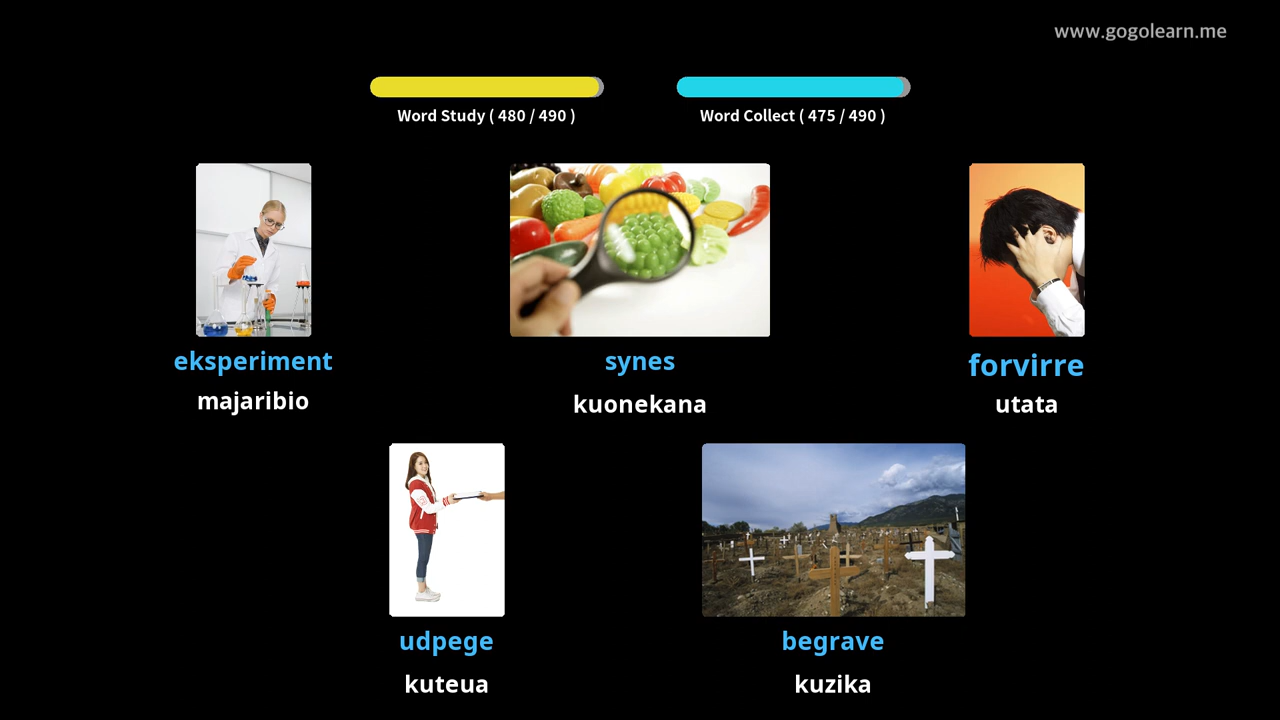 www.gogolearn.me
Word Study ( 480 / 490 )
Word Collect ( 475 / 490 )
eksperiment
majaribio
synes
kuonekana
forvirre
utata
udpege
kuteua
begrave
kuzika